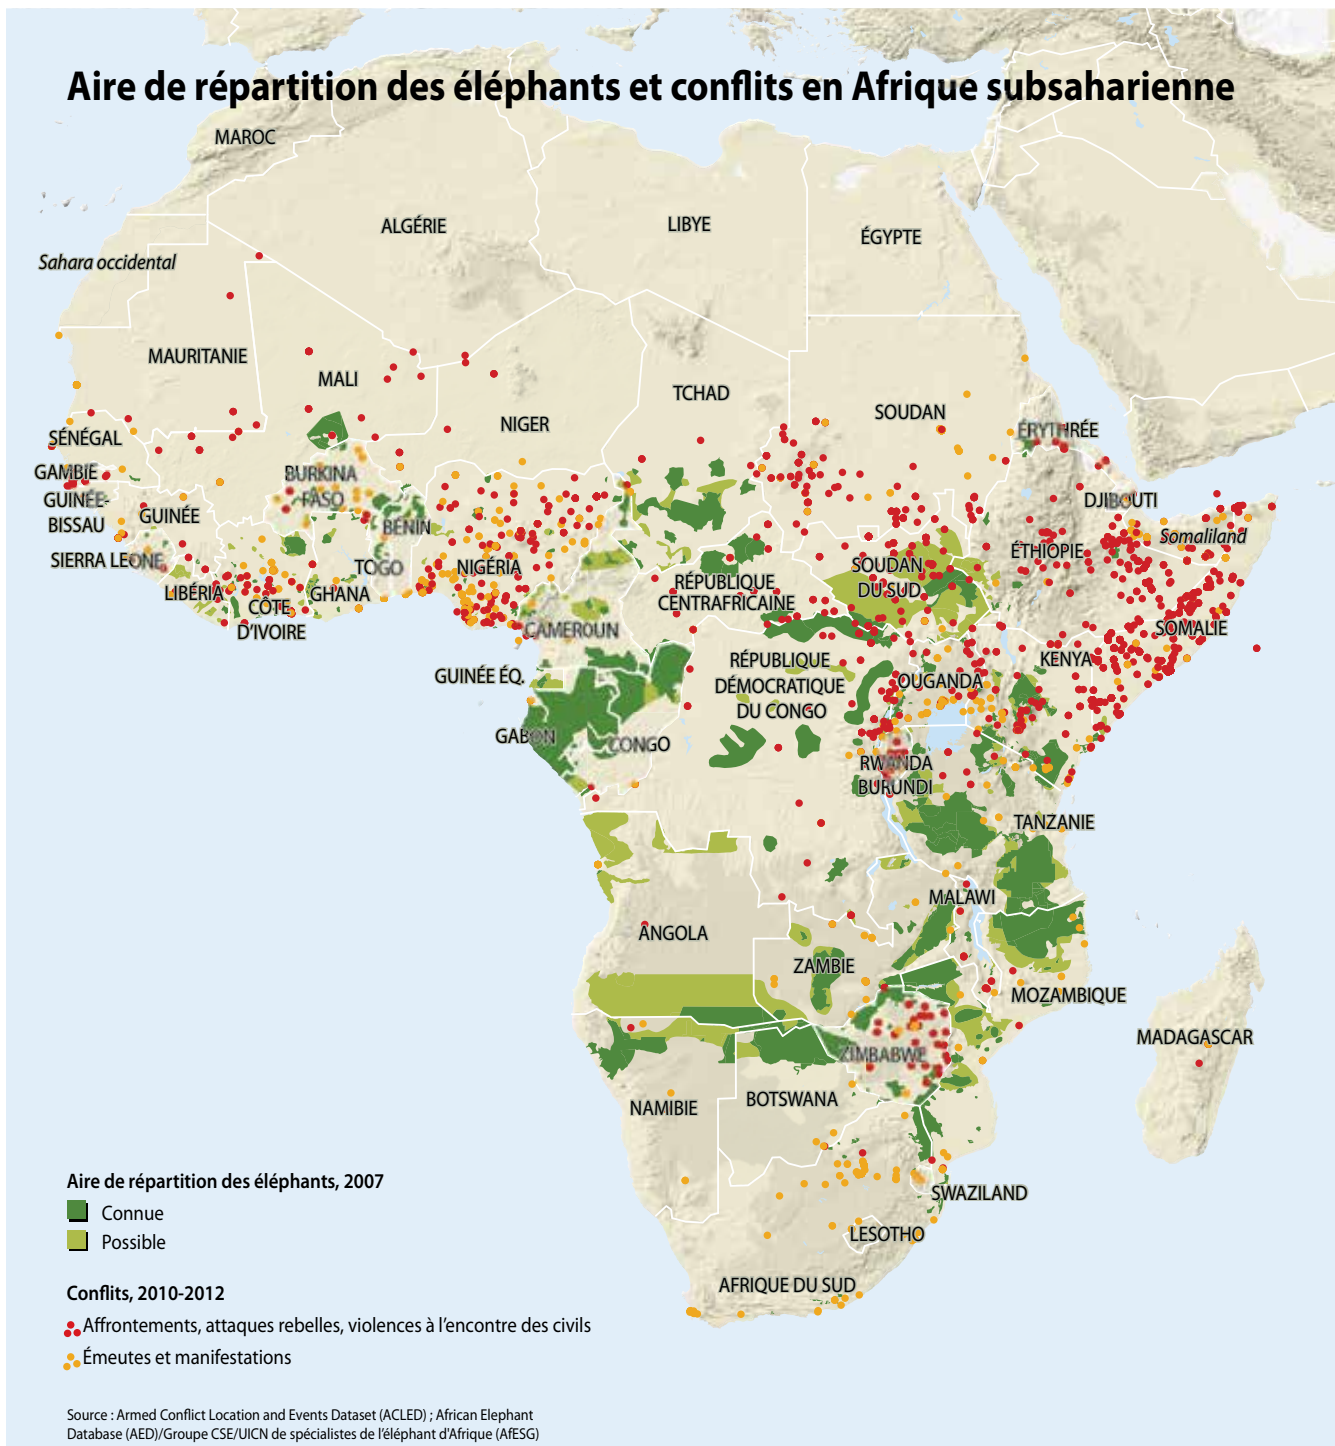 Aire de répartition des éléphants et conflits en Afrique subsaharienne
MAROC
ALGÉRIE
LIBYE
ÉGYPTE
Sahara occidental
MAURITANIE
MALI
NIGER
TCHAD
SOUDAN
ÉRYTHRÉE
SÉNÉGAL
GAMBIE
GUINÉE-
BISSAU
GUINÉE
SIERRA LEONE
LIBÉRIA
CÔTE
D'IVOIRE
BURKINA
FASO
GHANA
TOGO
BÉNIN
NIGÉRIA
CAMEROUN
RÉPUBLIQUE
CENTRAFRICAINE
SOUDAN
DU SUD
ÉTHIOPIE
DJIBOUTI
Somaliland
SOMALIE
KENYA
OUGANDA
RÉPUBLIQUE
DÉMOCRATIQUE
DU CONGO
GUINÉE ÉQ.
GABON
CONGO
RWANDA
BURUNDI
TANZANIE
MALAWI
ANGOLA
ZAMBIE
MOZAMBIQUE
MADAGASCAR
ZIMBABWE
NAMIBIE
BOTSWANA
SWAZILAND
LESOTHO
AFRIQUE DU SUD
Aire de répartition des éléphants, 2007
Connue
Possible
Conflits, 2010-2012
Affrontements, attaques rebelles, violences à l'encontre des civils
Émeutes et manifestations
Source : Armed Conflict Location and Events Dataset (ACLED) ; African Elephant
Database (AED)/Groupe CSE/UICN de spécialistes de l'éléphant d'Afrique (AfESG)